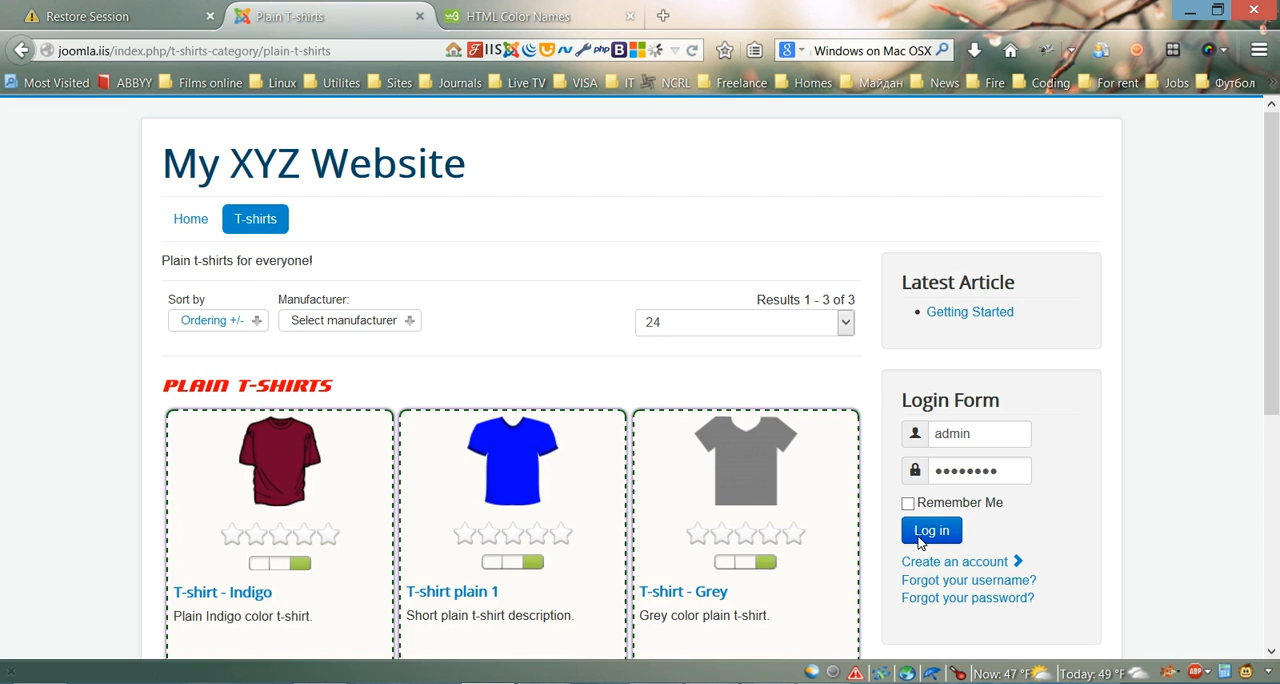 Restore Session
Plain T-shirts
HTML Color Names
joomla.iis/index.php/t-shirts-category/plain-t-shirts
IIS
php
B
8
Windows on Mac OSX
Most Visited
ABBYY
Films online
Linux
Utilites
Sites
Journals
Live TV
VISA
IT
NCRL
Freelance
Homes
Майдан
News
Fire
Coding
For rent
Jobs
Футбол
My XYZ Website
Home
T-shirts
Plain t-shirts for everyone!
Sort by
Manufacturer:
Results 1 - 3 of 3
Ordering +/-
Select manufacturer
24
Latest Article
Getting Started
PLAIN T-SHIRTS
Login Form
admin
Remember Me
Log in
Create an account
Forgot your username?
Forgot your password?
T-shirt - Indigo
T-shirt plain 1
T-shirt - Grey
Plain Indigo color t-shirt.
Short plain t-shirt description.
Grey color plain t-shirt.
Now: 47 °F
Today: 49 °F
ABP